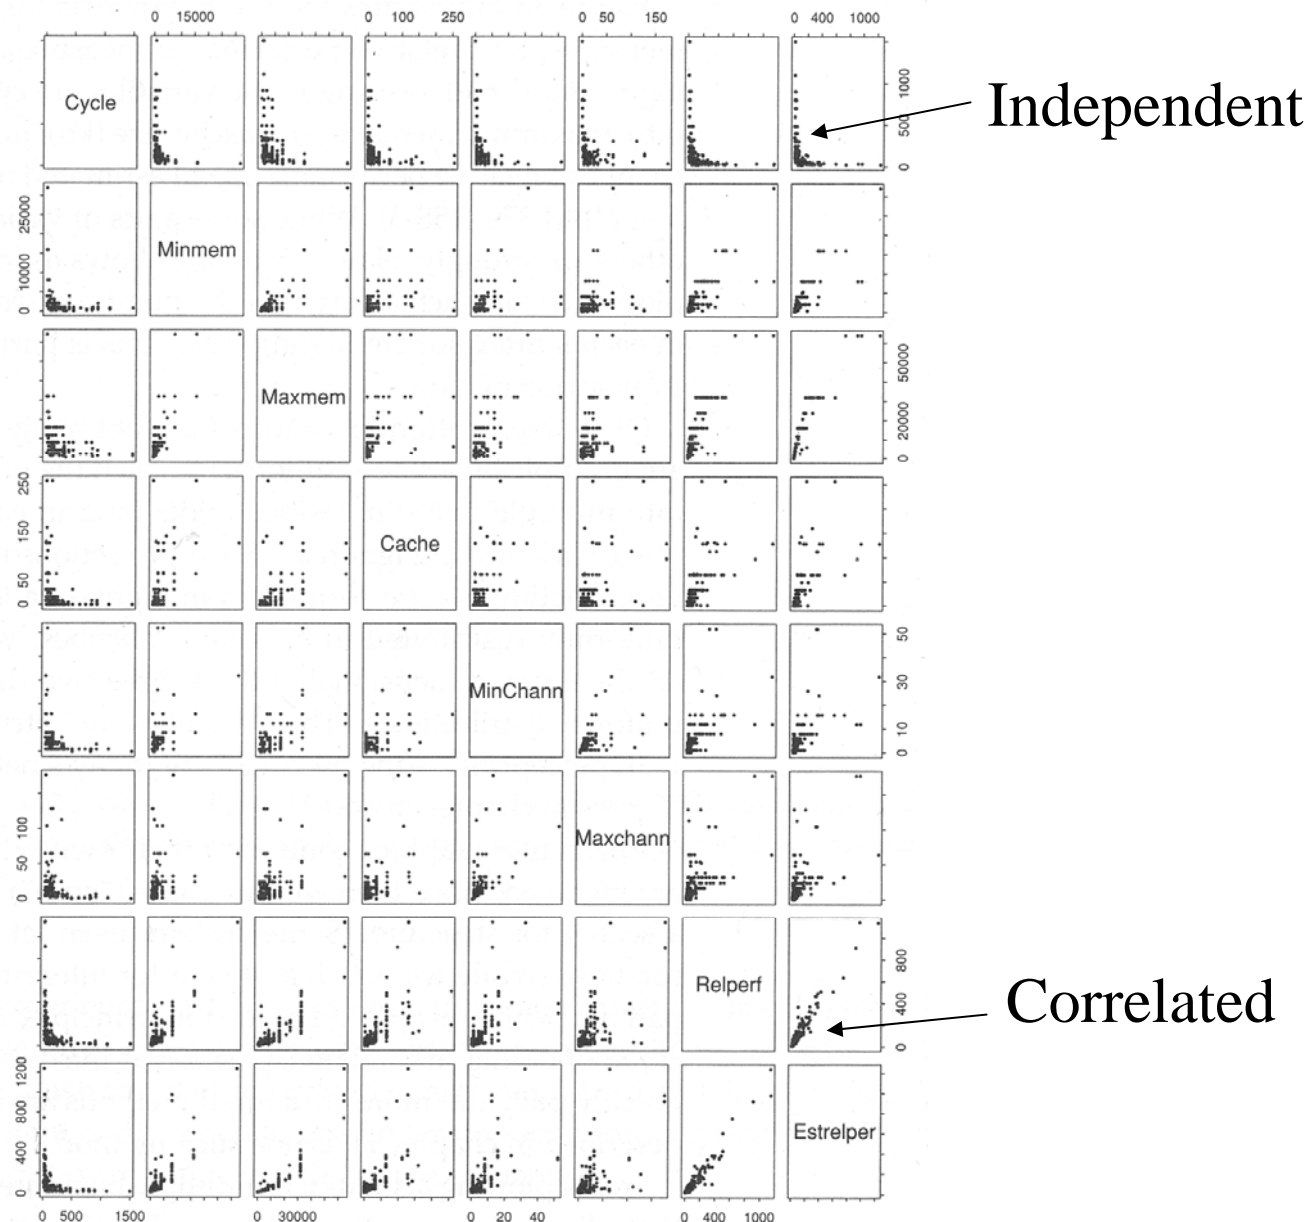 0 15000 0 100 250 0 50 150 0 400 1000
Cycle
0 500 1000
Independent
0 10000 25000
Minmem
Maxmem
0 20000 50000
0 50 150 250
Cache
MinChann
0 10 30 50
0 50 100
Maxchann
Relperf
0 400 800
Correlated
0 400 800 1200
Estrelper
0 500 1500 0 30000 0 20 40 0 400 1000